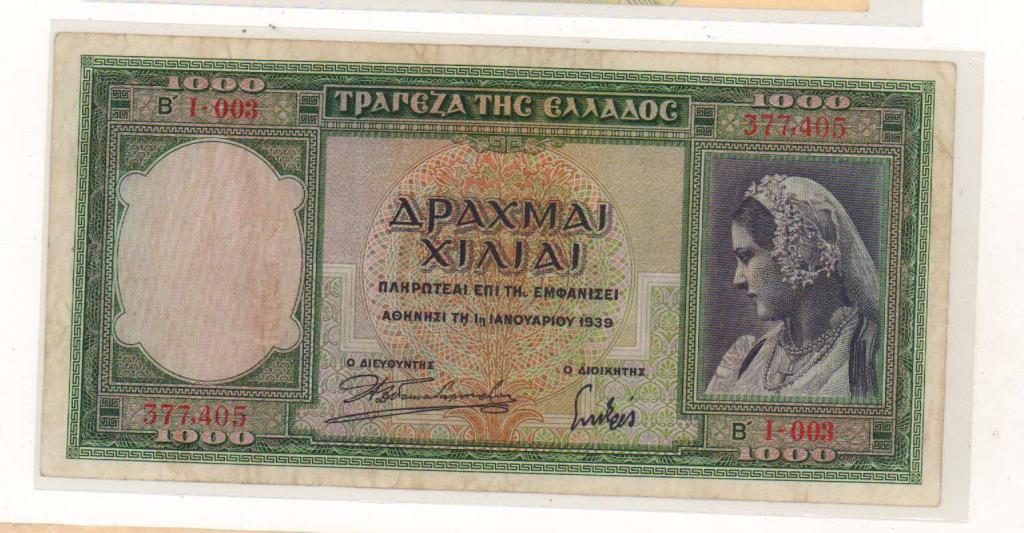 1000
Β΄ Ι-003
ΤΡΑΠΕΖΑ ΤΗΣ ΕΛΛΑΔΟΣ
1000
377,405
ΔΡΑΧΜΑΙ
ΧΙΛΙΑΙ
ΠΛΗΡΩΤΕΑΙ ΕΠΙ ΤΗι ΕΜΦΑΝΙΣΕΙ
ΑΘΗΝΗΣΙ ΤΗ 1η ΙΑΝΟΥΑΡΙΟΥ 1939
Ο ΔΙΕΥΘΥΝΤΗΣ
Ο ΔΙΟΙΚΗΤΗΣ
377,405
1000
Β΄ Ι-003
1000